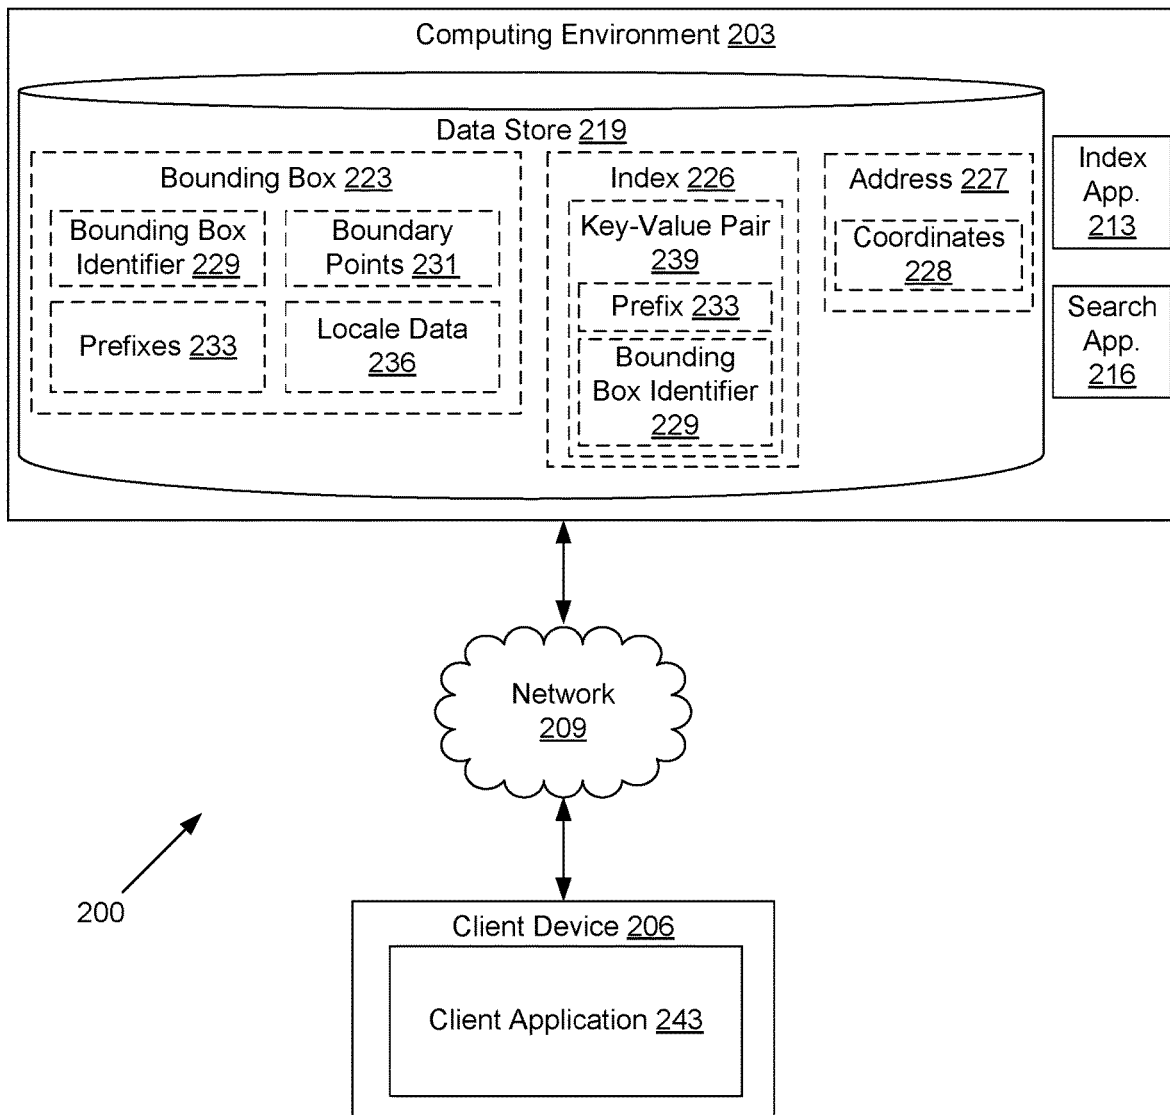 Computing Environment 203
Data Store 219
Bounding Box 223
Bounding Box
Identifier 229
Boundary
Points 231
Prefixes 233
Locale Data
236
Index 226
Key-Value Pair
239
Prefix 233
Bounding
Box Identifier
229
Address 227
Coordinates
228
Index
App.
213
Search
App.
216
Network
209
200
Client Device 206
Client Application 243